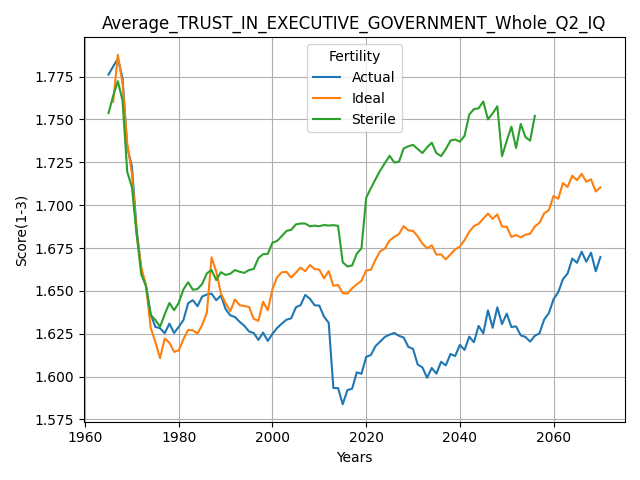 Average_TRUST_IN_EXECUTIVE_GOVERNMENT_Whole_Q2_IQ
Fertility
Actual
Ideal
Sterile
Score(1-3)
1.775
1.750
1.725
1.700
1.675
1.650
1.625
1.600
1.575
1960 1980 2000 2020 2040 2060
Years